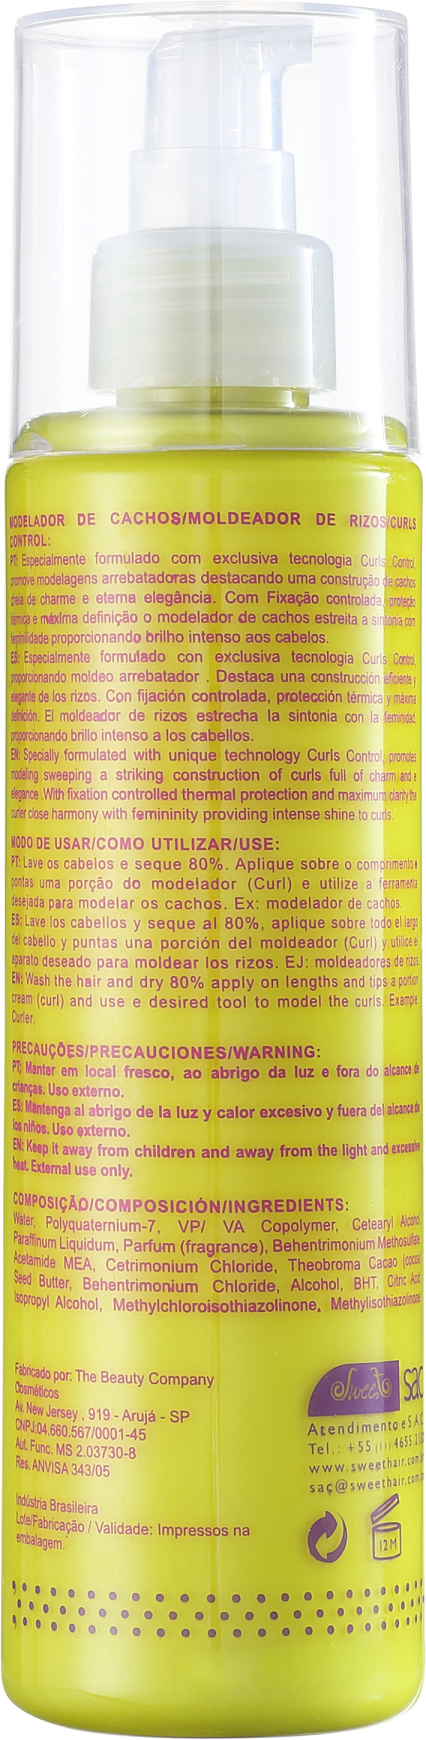 MODELADOR DE CACHOS/MOLDEADOR DE RIZOS/CURLS
CONTROL:
PT: Especialmente formulado com exclusiva tecnologia Curls Control,
promove modelagens arrebatadoras destacando uma construção de cachos
cheia de charme e eterna elegância. Com Fixação controlada, proteção
térmica e máxima definição o modelador de cachos estreita a sintonia com
feminilidade proporcionando brilho intenso aos cabelos.
ES: Especialmente formulado con exclusiva tecnologia Curls Control,
proporcionando moldeo arrebatador . Destaca una construcción eficiente y
elegante de los rizos. Con fijación controlada, protección térmica y máxima
definición. El moldeador de rizos estrecha la sintonia con la feminidad
proporcionando brillo intenso a los cabellos.
EN: Specially formulated with unique technology Curls Control, promotes
modeling sweeping a striking construction of curls full of charm and e
elegance .With fixation controlled thermal protection and maximum clarity the
curler close harmony with femininity providing intense shine to curls.
MODO DE USAR/COMO UTILIZAR/USE:
PT: Lave os cabelos e seque 80%. Aplique sobre o comprimento e
pontas uma porção do modelador (Curl) e utilize a ferramenta
desejada para modelar os cachos. Ex: modelador de cachos.
ES: Lave los cabellos y seque al 80%, aplique sobre todo el largo
del cabello y puntas una porción del moldeador (Curl) y utilice el
aparato deseado para moldear los rizos. EJ: moldeadores de rizos.
EN: Wash the hair and dry 80% apply on lengths and tips a portion
cream (curl) and use e desired tool to model the curls. Example
Curler.
PRECAUÇÕES/PRECAUCIONES/WARNING:
PT: Manter em local fresco, ao abrigo da luz e fora do alcance de
crianças. Uso externo.
ES: Mantenga al abrigo de la luz y calor excesivo y fuera del alcance de
los niños. Uso externo.
EN: Keep it away from children and away from the light and excessive
heat. External use only.
COMPOSIÇÃO/COMPOSICIÓN/INGREDIENTS:
Water, Polyquaternium-7, VP/ VA Copolymer, Cetearyl Alcohol,
Paraffinum Liquidum, Parfum (fragrance), Behentrimonium Methosulfate,
Acetamide MEA, Cetrimonium Chloride, Theobroma Cacao (cocoa)
Seed Butter, Behentrimonium Chloride, Alcohol, BHT, Citric Acid,
Isopropyl Alcohol, Methylchloroisothiazolinone, Methylisothiazolinone.
Fabricado por: The Beauty Company
Cosméticos
Av. New Jersey , 919 - Arujá - SP
CNPJ:04.660.567/0001-45
Aut. Func. MS 2.03730-8
Res. ANVISA 343/05
Indústria Brasileira
Lote/Fabricação / Validade: Impressos na
embalagem.
Sweet sac
Atendimento e SAC
Tel.: +55 (11) 4655
www.sweethair.com.
sac@sweethair.com.
12M